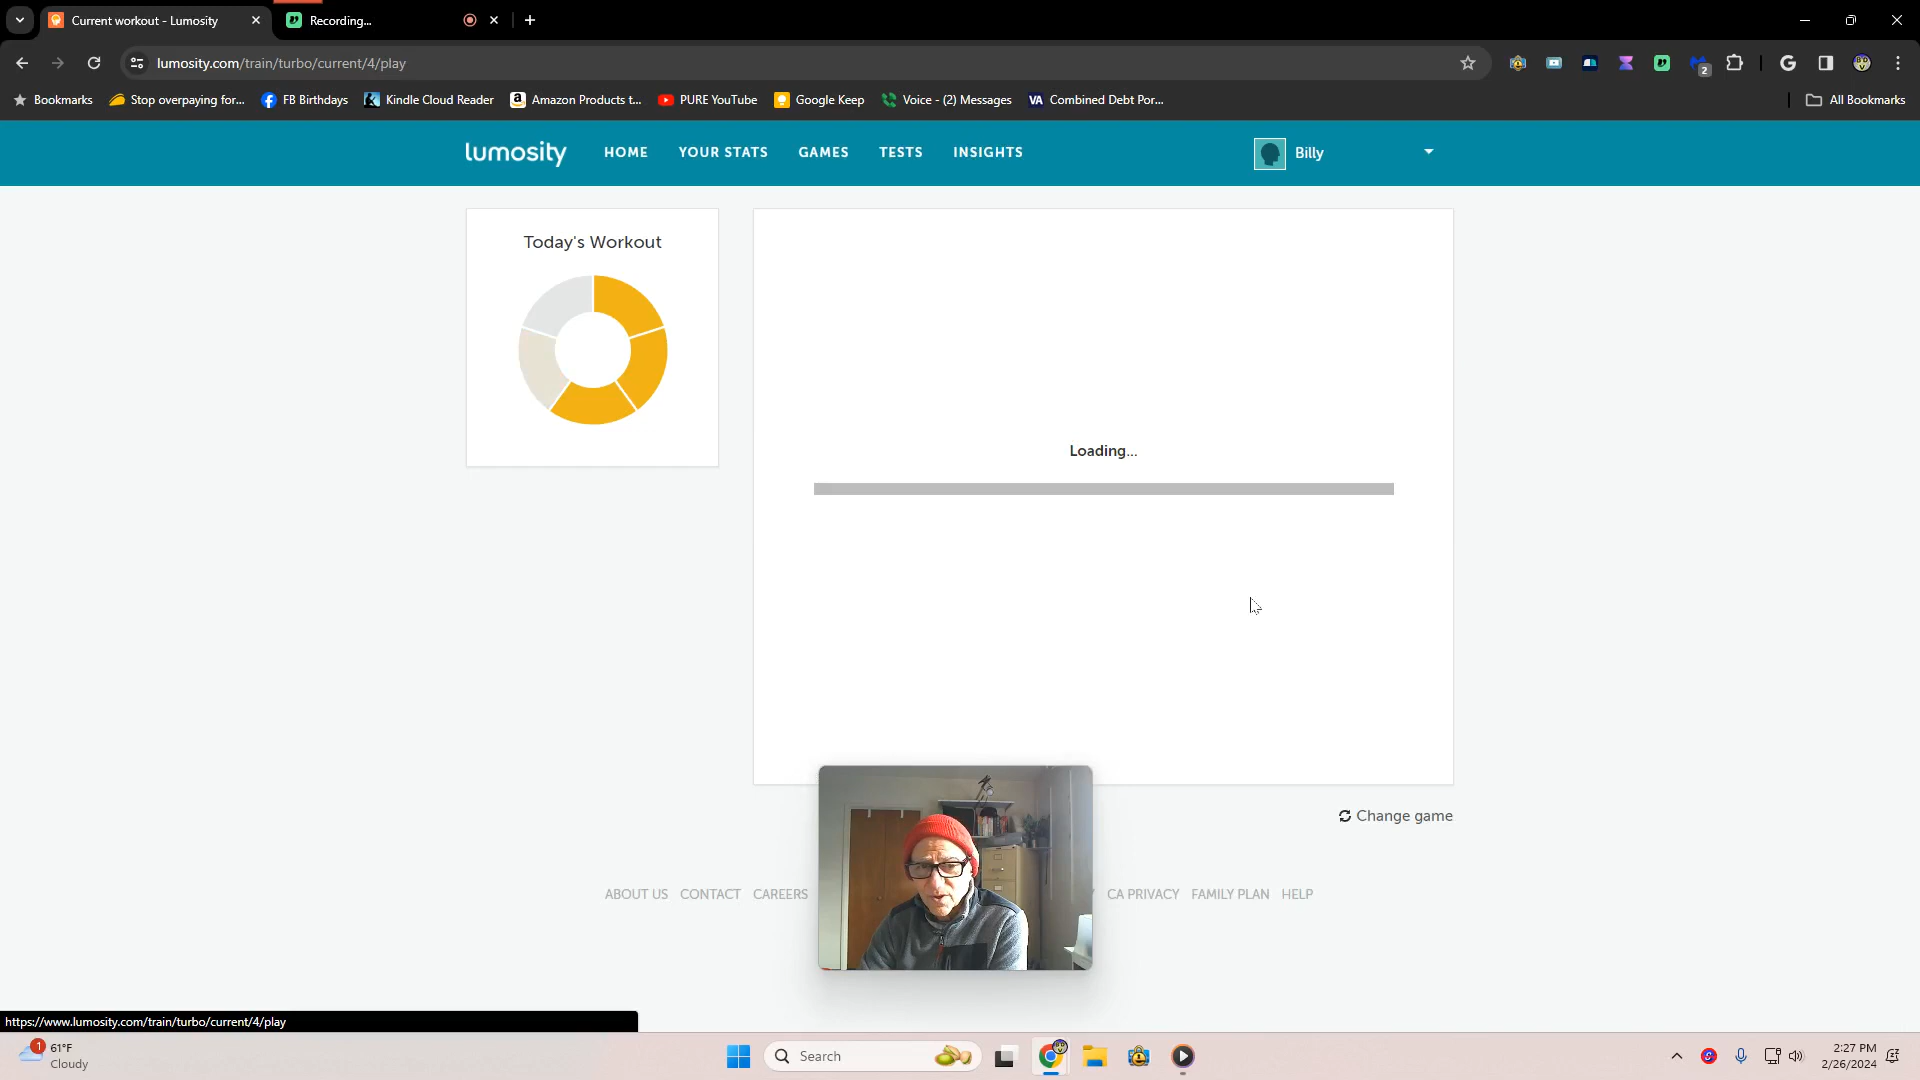 Current workout - Lumosity
Recording...
lumosity.com/train/turbo/current/4/play
2
Bookmarks
Stop overpaying for...
FB Birthdays
Kindle Cloud Reader
Amazon Products t...
PURE YouTube
Google Keep
Voice - (2) Messages
VA Combined Debt Por...
All Bookmarks
lumosity
HOME
YOUR STATS
GAMES
TESTS
INSIGHTS
Billy
Today's Workout
Loading...
Change game
ABOUT US
CONTACT
CAREERS
CA PRIVACY
FAMILY PLAN
HELP
https://www.lumosity.com/train/turbo/current/4/play
1
61°F
Cloudy
Search
2:27 PM
2/26/2024